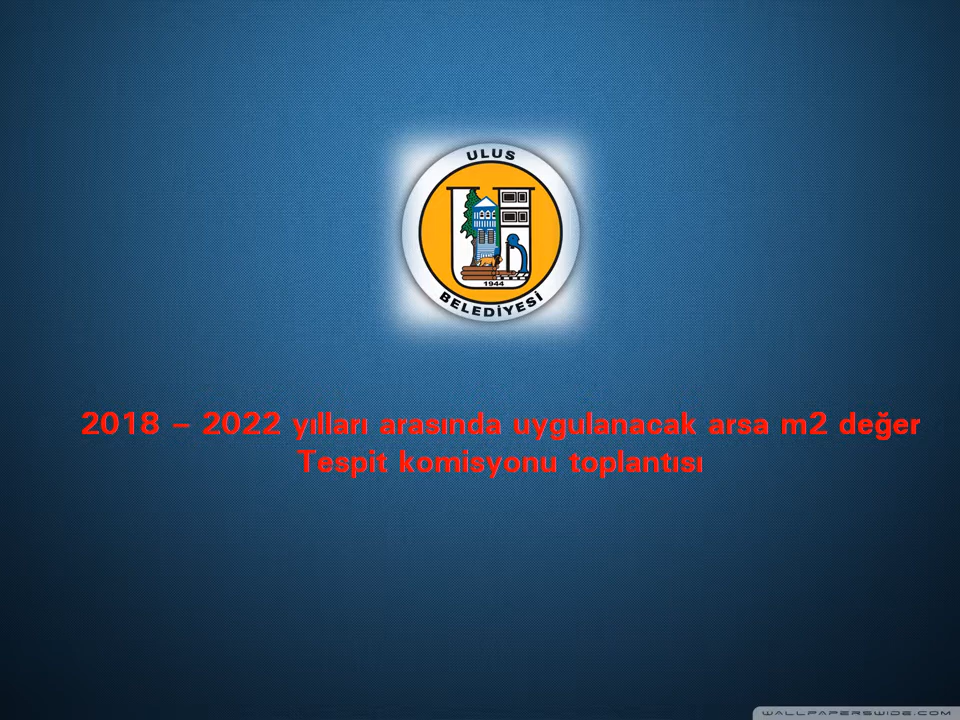 ULUS
1944
BELEDİYESİ
2018 – 2022 yılları arasında uygulanacak arsa m2 değer
Tespit komisyonu toplantısı
WALLPAPERSWIDE.COM